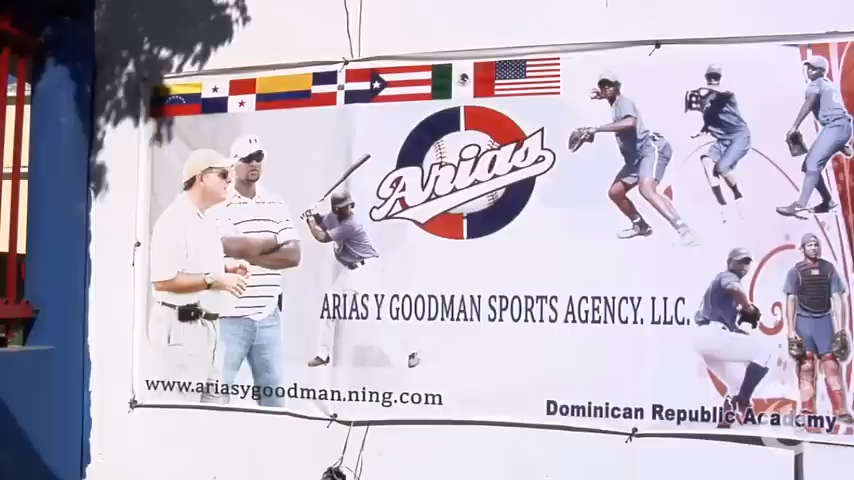 Arias
ARIAS Y GOODMAN SPORTS AGENCY. LLC.
www.ariasygoodman.ning.com
Dominican Republic Academy